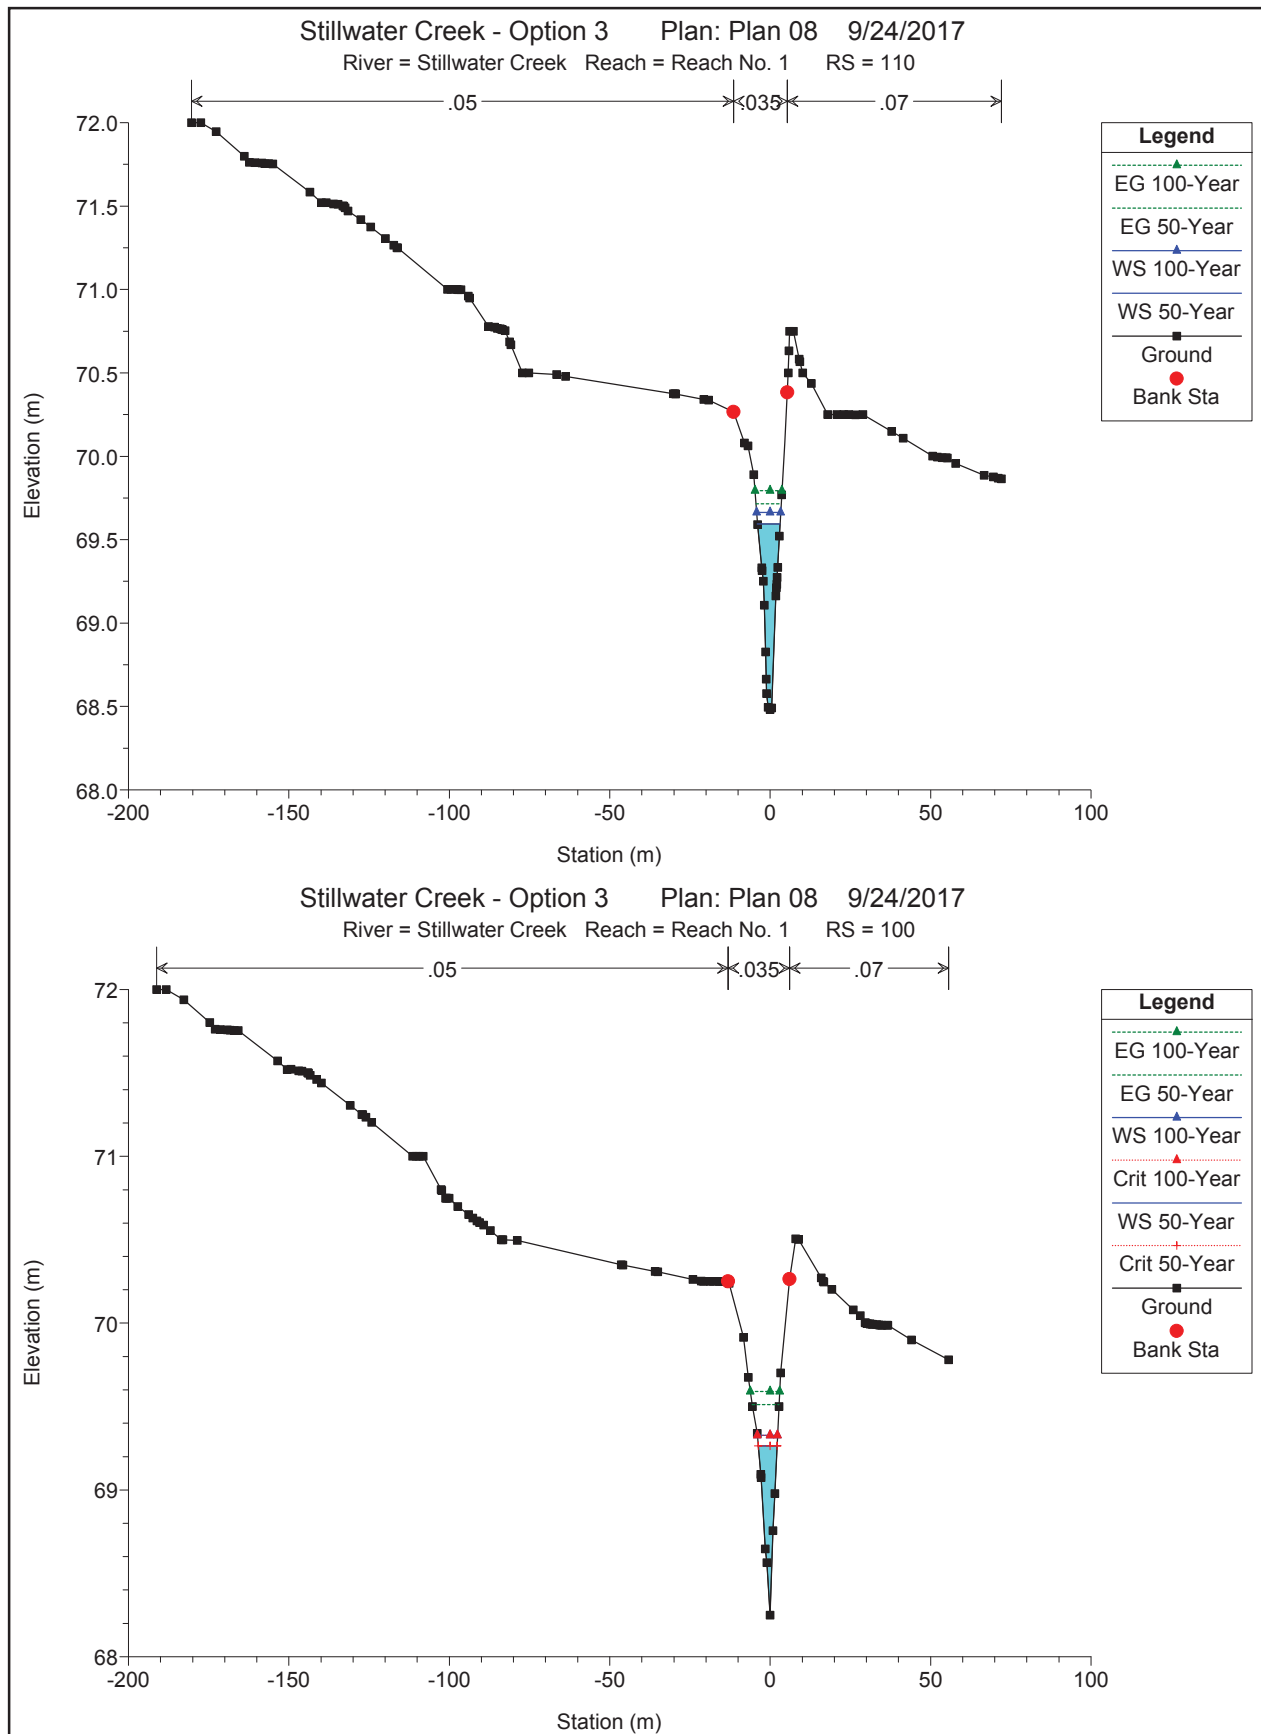 Stillwater Creek - Option 3 Plan: Plan 08 9/24/2017
River = Stillwater Creek Reach = Reach No. 1 RS = 110
.05 .035 .07
72.0
71.5
71.0
70.5
70.0
69.5
69.0
68.5
68.0
Elevation (m)
-200 -150 -100 -50 0 50 100
Station (m)
Legend
EG 100-Year
EG 50-Year
WS 100-Year
WS 50-Year
Ground
Bank Sta
Stillwater Creek - Option 3 Plan: Plan 08 9/24/2017
River = Stillwater Creek Reach = Reach No. 1 RS = 100
.05 .035 .07
72
71
70
69
68
Elevation (m)
-200 -150 -100 -50 0 50 100
Station (m)
Legend
EG 100-Year
EG 50-Year
WS 100-Year
Crit 100-Year
WS 50-Year
Crit 50-Year
Ground
Bank Sta